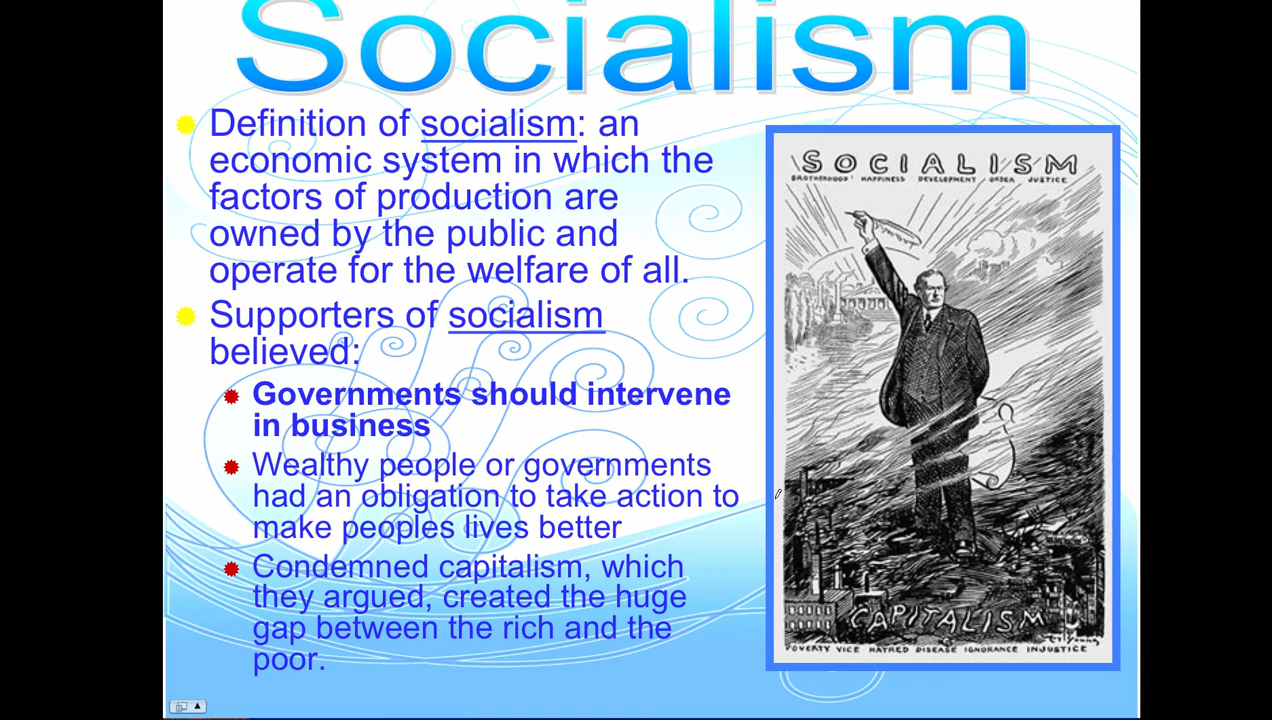 Socialism
Definition of socialism: an
economic system in which the
factors of production are
owned by the public and
operate for the welfare of all.
Supporters of socialism
believed:
Governments should intervene
in business
Wealthy people or governments
had an obligation to take action to
make peoples lives better
Condemned capitalism, which
they argued, created the huge
gap between the rich and the
poor.
SOCIALISM
BROTHERHOOD HAPPINESS DEVELOPMENT ORDER JUSTICE
CAPITALISM
POVERTY VICE HATRED DISEASE IGNORANCE INJUSTICE